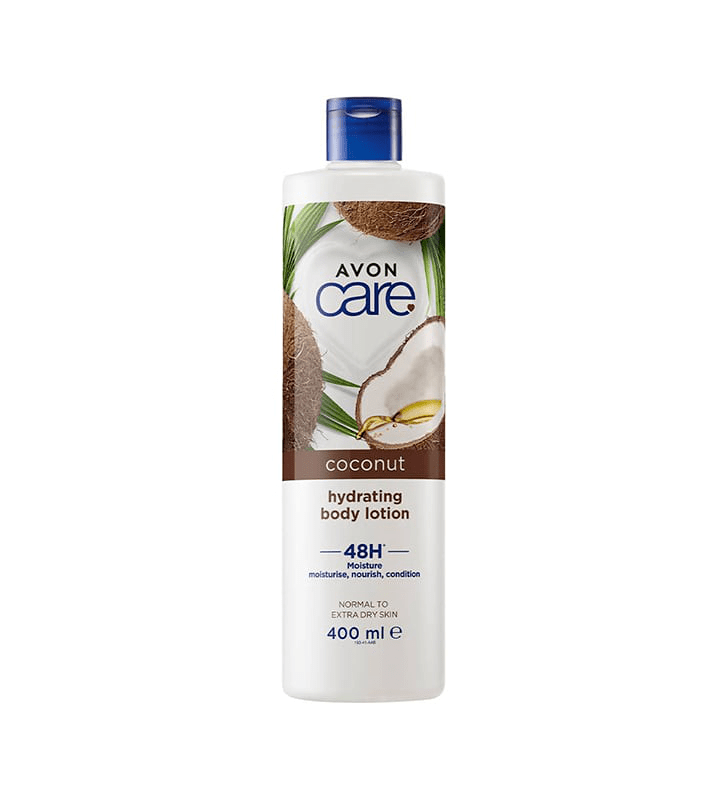 AVON
care
coconut
hydrating
body lotion
48H*
Moisture
moisturise, nourish, condition
NORMAL TO
EXTRA DRY SKIN
400 ml ℮